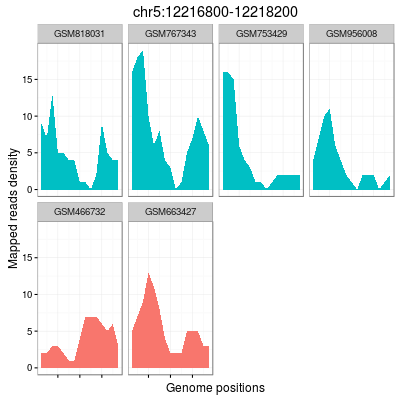 chr5:12216800-12218200
GSM818031 GSM767343 GSM753429 GSM956008
15
10
5
0
Mapped reads density
GSM466732 GSM663427
15
10
5
0
Genome positions